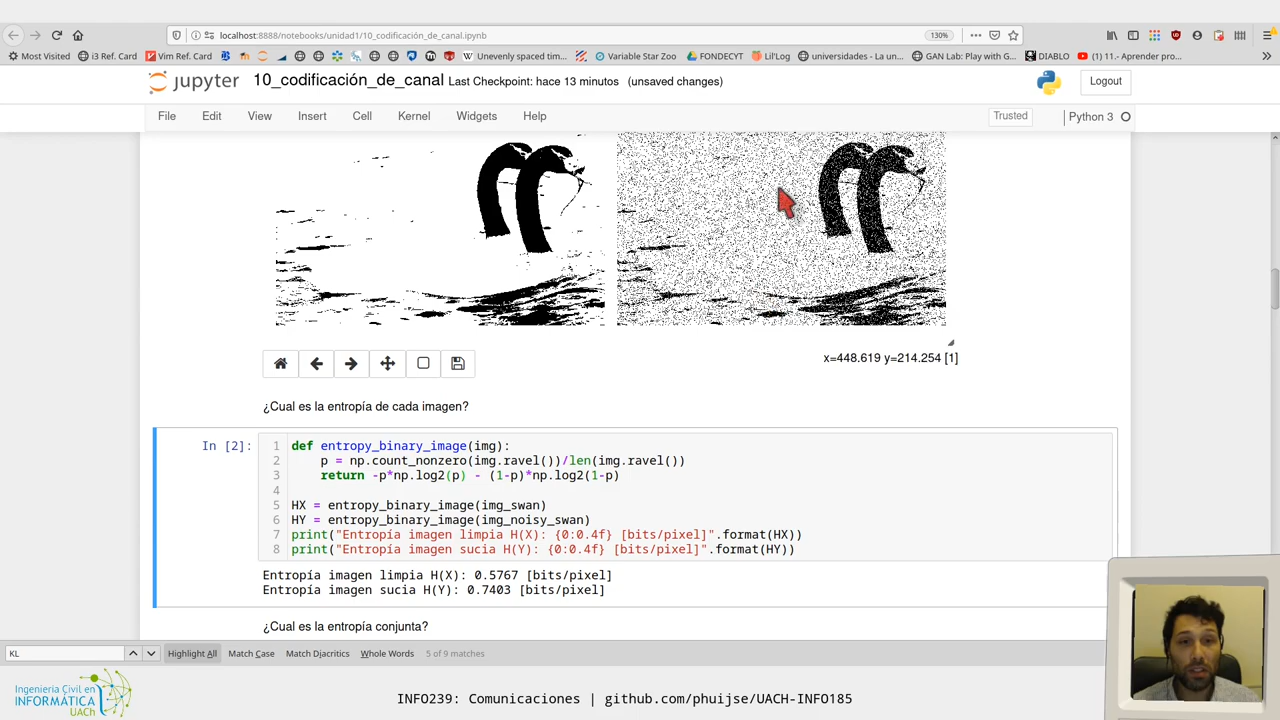 localhost:8888/notebooks/unidad1/10_codificación_de_canal.ipynb
130%
Most Visited
i3 Ref. Card
Vim Ref. Card
Unevenly spaced tim…
Variable Star Zoo
FONDECYT
Lil'Log
universidades - La un…
GAN Lab: Play with G…
DIABLO
(1) 11.- Aprender pro…
jupyter
10_codificación_de_canal
Last Checkpoint: hace 13 minutos
(unsaved changes)
Logout
File
Edit
View
Insert
Cell
Kernel
Widgets
Help
Trusted
Python 3
x=448.619 y=214.254 [1]
¿Cual es la entropía de cada imagen?
In [2]:
1 def entropy_binary_image(img):
2     p = np.count_nonzero(img.ravel())/len(img.ravel())
3     return -p*np.log2(p) - (1-p)*np.log2(1-p)
4
5 HX = entropy_binary_image(img_swan)
6 HY = entropy_binary_image(img_noisy_swan)
7 print("Entropía imagen limpia H(X): {0:0.4f} [bits/pixel]".format(HX))
8 print("Entropía imagen sucia H(Y): {0:0.4f} [bits/pixel]".format(HY))
Entropía imagen limpia H(X): 0.5767 [bits/pixel]
Entropía imagen sucia H(Y): 0.7403 [bits/pixel]
¿Cual es la entropía conjunta?
KL
Highlight All
Match Case
Match Diacritics
Whole Words
5 of 9 matches
Ingeniería Civil en
INFORMÁTICA
UACh
INFO239: Comunicaciones | github.com/phuijse/UACH-INFO185